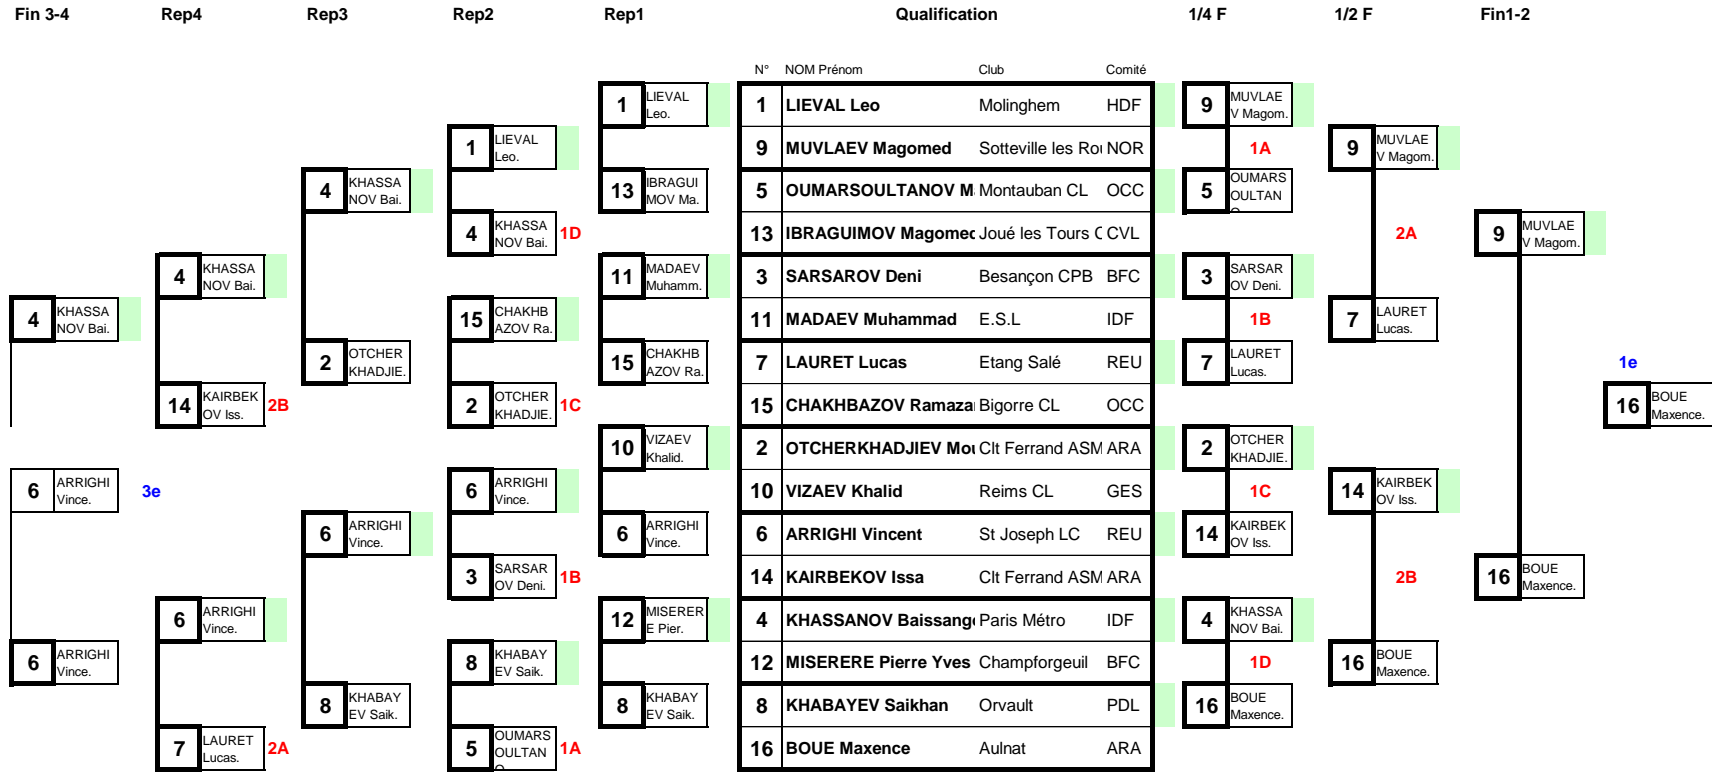 Fin 3-4 Rep4 Rep3 Rep2 Rep1 Qualification 1/4 F 1/2 F Fin1-2
N° NOM Prénom Club Comité
1 LIEVAL Leo. 1 LIEVAL Leo Molinghem HDF 9 MUVLAE V Magom.
1 LIEVAL Leo. 9 MUVLAEV Magomed Sotteville les Rou NOR 1A 9 MUVLAE V Magom.
4 KHASSA NOV Bai. 13 IBRAGUI MOV Ma. 5 OUMARSOULTANOV M Montauban CL OCC 5 OUMARS OULTAN
4 KHASSA NOV Bai. 1D 13 IBRAGUIMOV Magomed Joué les Tours C CVL 2A 9 MUVLAE V Magom.
4 KHASSA NOV Bai. 11 MADAEV Muhamm. 3 SARSAROV Deni Besançon CPB BFC 3 SARSAR OV Deni.
4 KHASSA NOV Bai. 15 CHAKHB AZOV Ra. 11 MADAEV Muhammad E.S.L IDF 1B 7 LAURET Lucas.
2 OTCHER KHADJIE. 15 CHAKHB AZOV Ra. 7 LAURET Lucas Etang Salé REU 7 LAURET Lucas. 1e
14 KAIRBEK OV Iss. 2B 2 OTCHER KHADJIE. 1C 15 CHAKHBAZOV Ramaza Bigorre CL OCC 16 BOUE Maxence.
10 VIZAEV Khalid. 2 OTCHERKHADJIEV Mou Clt Ferrand ASM ARA 2 OTCHER KHADJIE.
6 ARRIGHI Vince. 3e 6 ARRIGHI Vince. 10 VIZAEV Khalid Reims CL GES 1C 14 KAIRBEK OV Iss.
6 ARRIGHI Vince. 6 ARRIGHI Vince. 6 ARRIGHI Vincent St Joseph LC REU 14 KAIRBEK OV Iss.
3 SARSAR OV Deni. 1B 14 KAIRBEKOV Issa Clt Ferrand ASM ARA 2B 16 BOUE Maxence.
6 ARRIGHI Vince. 12 MISERER E Pier. 4 KHASSANOV Baissango Paris Métro IDF 4 KHASSA NOV Bai.
6 ARRIGHI Vince. 8 KHABAY EV Saik. 12 MISERERE Pierre Yves Champforgeuil BFC 1D 16 BOUE Maxence.
8 KHABAY EV Saik. 8 KHABAY EV Saik. 8 KHABAYEV Saikhan Orvault PDL 16 BOUE Maxence.
7 LAURET Lucas. 2A 5 OUMARS OULTAN 1A 16 BOUE Maxence Aulnat ARA